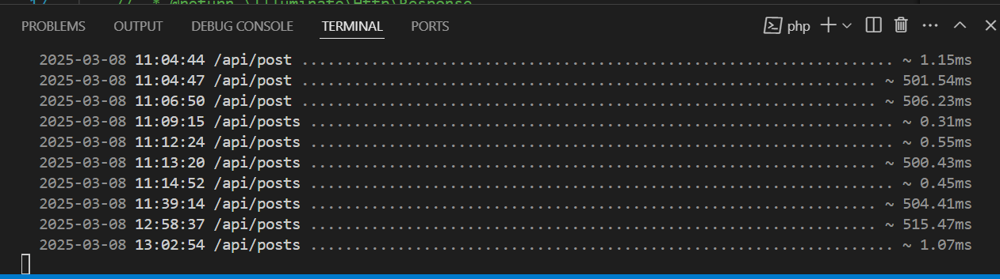 17 // * @return \Illuminate\Http\Response
PROBLEMS OUTPUT DEBUG CONSOLE TERMINAL PORTS php
2025-03-08 11:04:44 /api/post .................................................................... ~ 1.15ms
2025-03-08 11:04:47 /api/post .................................................................. ~ 501.54ms
2025-03-08 11:06:50 /api/post .................................................................. ~ 506.23ms
2025-03-08 11:09:15 /api/posts ................................................................... ~ 0.31ms
2025-03-08 11:12:24 /api/posts ................................................................... ~ 0.55ms
2025-03-08 11:13:20 /api/posts ................................................................. ~ 500.43ms
2025-03-08 11:14:52 /api/posts ................................................................... ~ 0.45ms
2025-03-08 11:39:14 /api/posts ................................................................. ~ 504.41ms
2025-03-08 12:58:37 /api/posts ................................................................. ~ 515.47ms
2025-03-08 13:02:54 /api/posts ................................................................... ~ 1.07ms